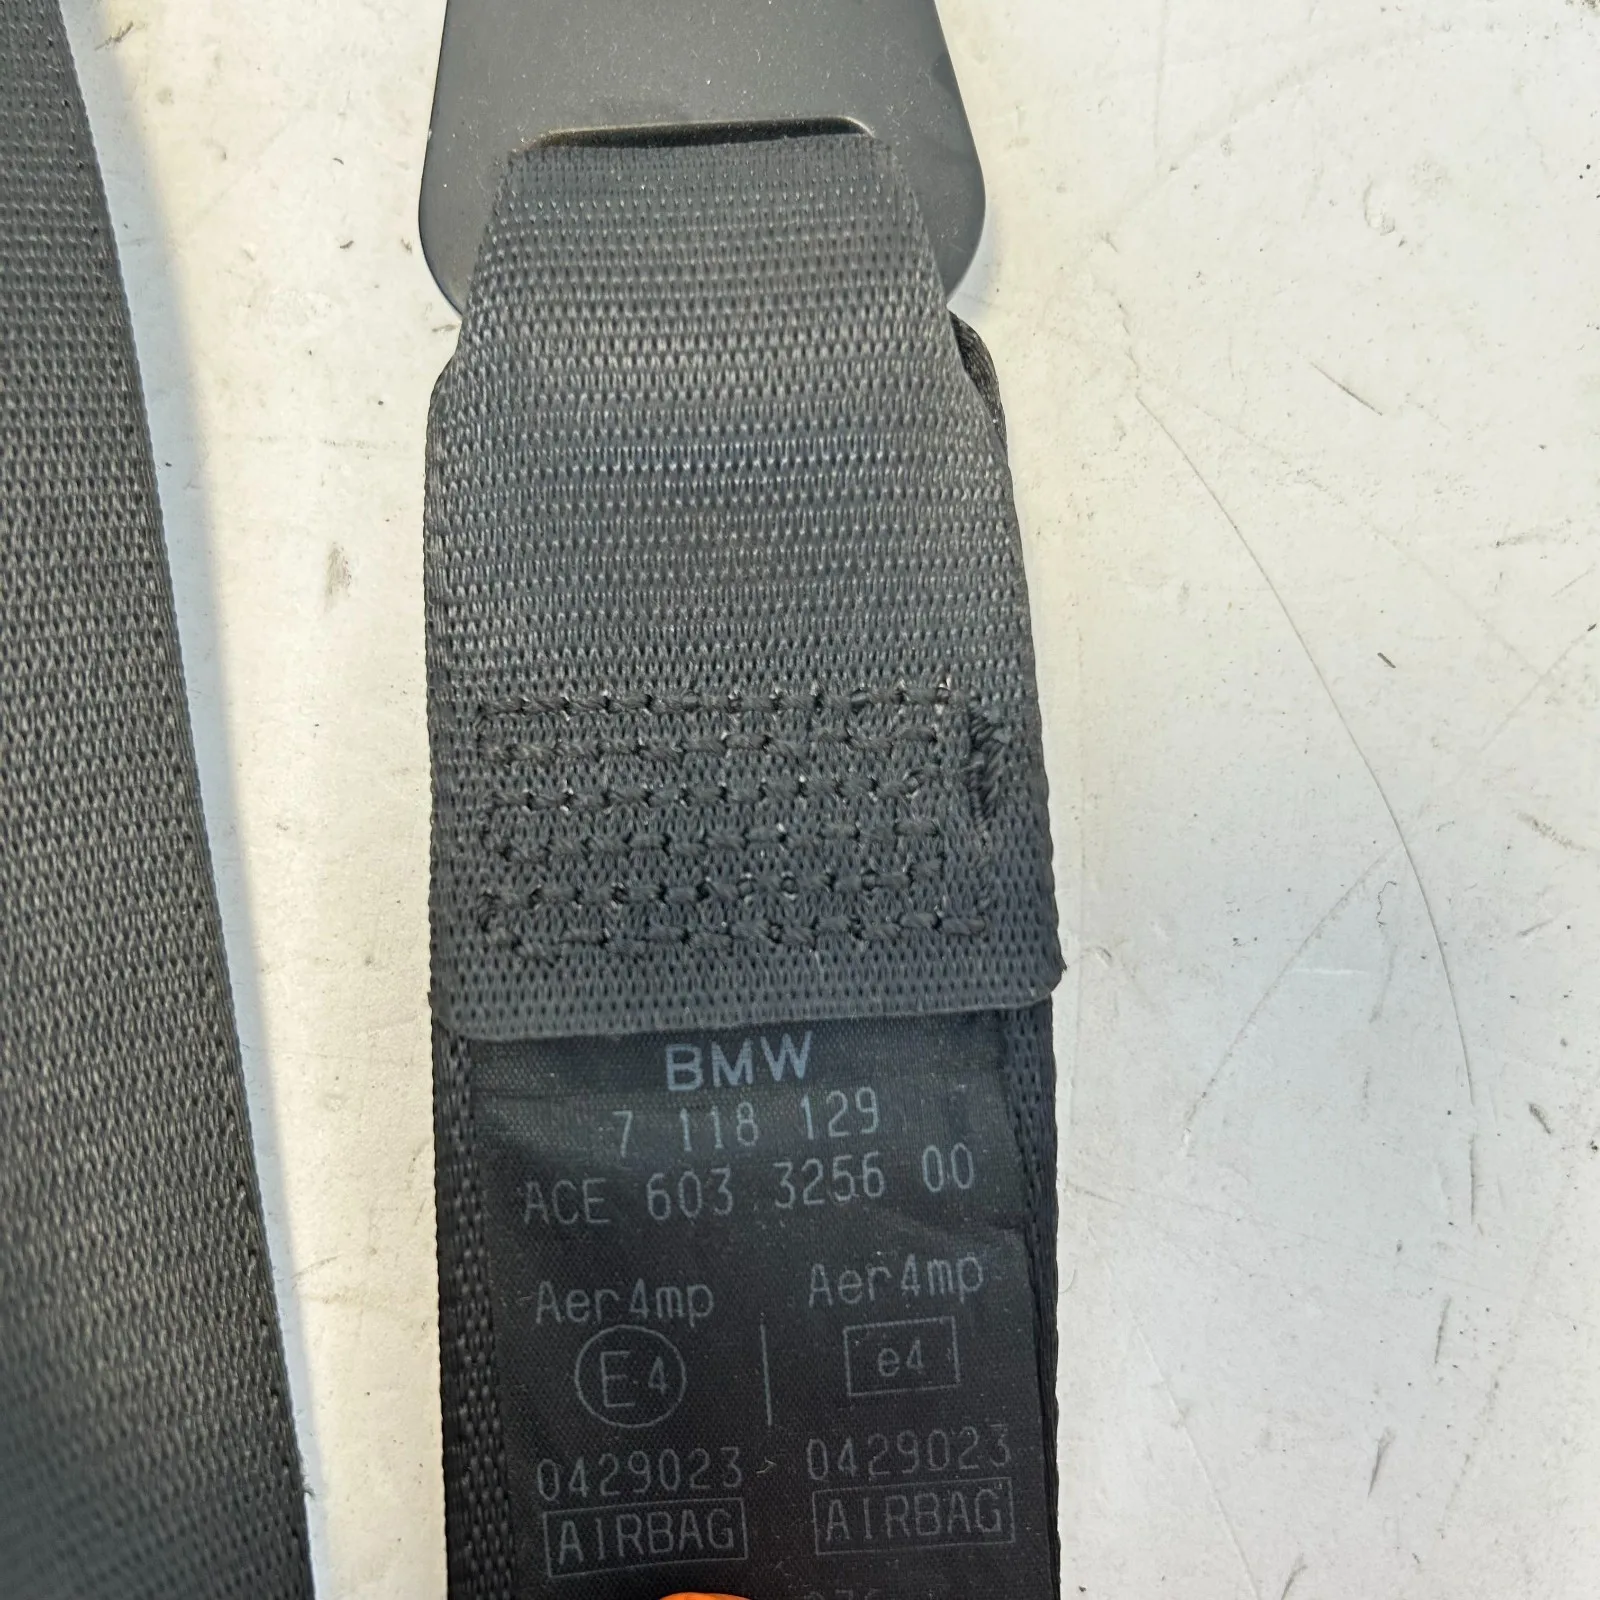 BMW
7 118 129
ACE 603 3256 00
Aer4mp Aer4mp
E4 e4
0429023 0429023
AIRBAG AIRBAG